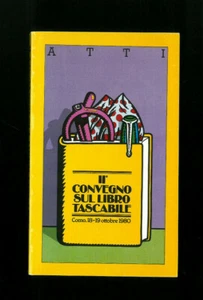 ATTI
II°
CONVEGNO
SUL LIBRO
TASCABILE
Como, 18-19 ottobre 1980